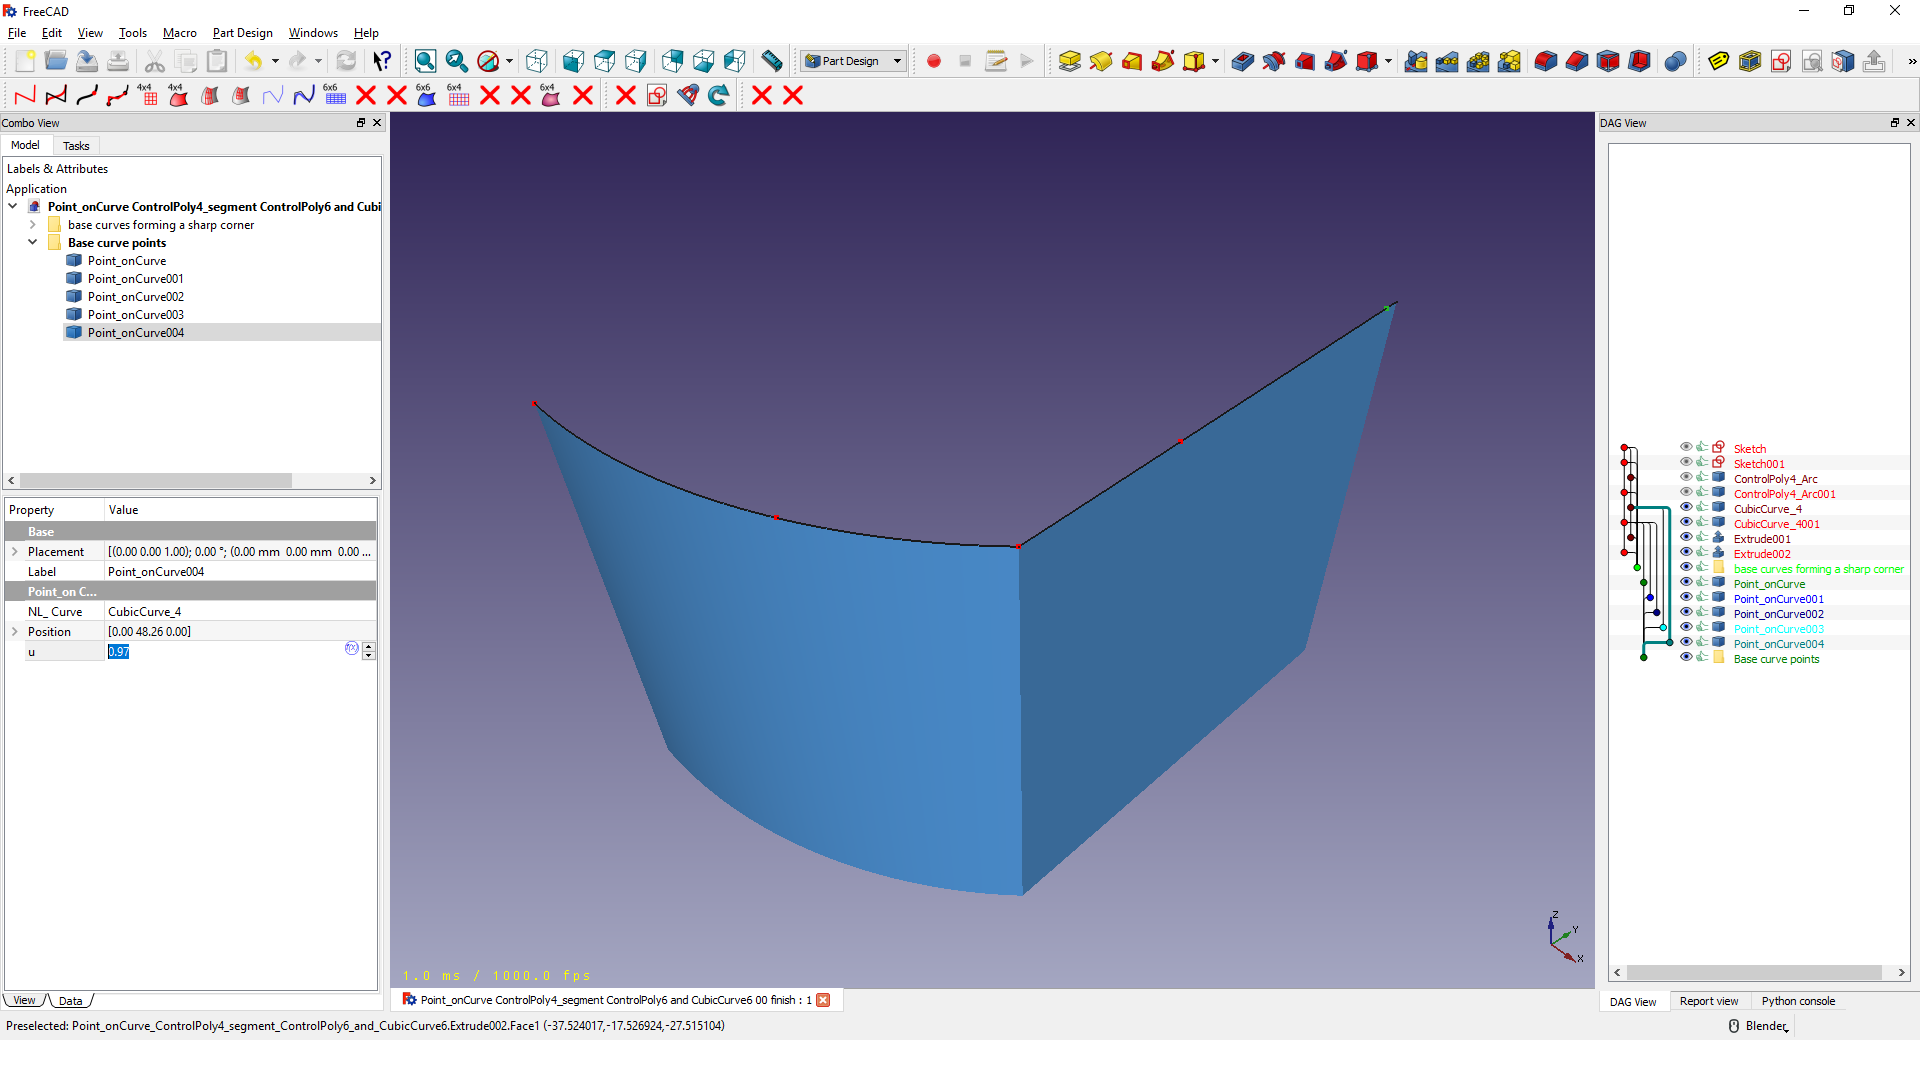 FreeCAD
File Edit View Tools Macro Part Design Windows Help
Part Design
4x4 4x4 6x6 6x6 6x4 6x4
Combo View
DAG View
Model Tasks
Labels & Attributes
Application
Point_onCurve ControlPoly4_segment ControlPoly6 and Cubi
base curves forming a sharp corner
Base curve points
Point_onCurve
Point_onCurve001
Point_onCurve002
Point_onCurve003
Point_onCurve004
Property Value
Base
Placement [(0.00 0.00 1.00); 0.00 °; (0.00 mm 0.00 mm 0.00 ...
Label Point_onCurve004
Point_on C...
NL_ Curve CubicCurve_4
Position [0.00 48.26 0.00]
u 0.97
f(x)
View Data
Z
Y
X
1.0 ms / 1000.0 fps
Point_onCurve ControlPoly4_segment ControlPoly6 and CubicCurve6 00 finish : 1
Sketch
Sketch001
ControlPoly4_Arc
ControlPoly4_Arc001
CubicCurve_4
CubicCurve_4001
Extrude001
Extrude002
base curves forming a sharp corner
Point_onCurve
Point_onCurve001
Point_onCurve002
Point_onCurve003
Point_onCurve004
Base curve points
DAG View Report view Python console
Preselected: Point_onCurve_ControlPoly4_segment_ControlPoly6_and_CubicCurve6.Extrude002.Face1 (-37.524017,-17.526924,-27.515104)
Blender